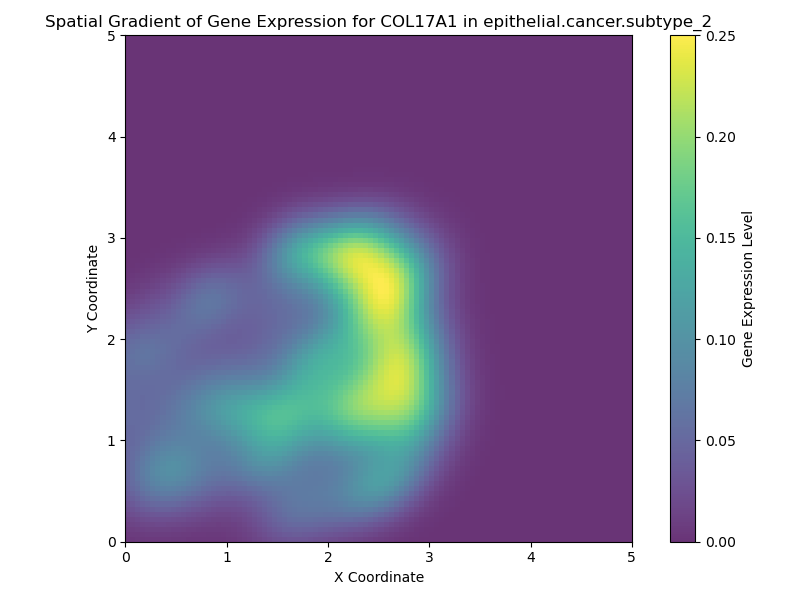 Spatial Gradient of Gene Expression for COL17A1 in epithelial.cancer.subtype_2
5
4
3
2
1
0
Y Coordinate
0 1 2 3 4 5
X Coordinate
0.25
0.20
0.15
0.10
0.05
0.00
Gene Expression Level